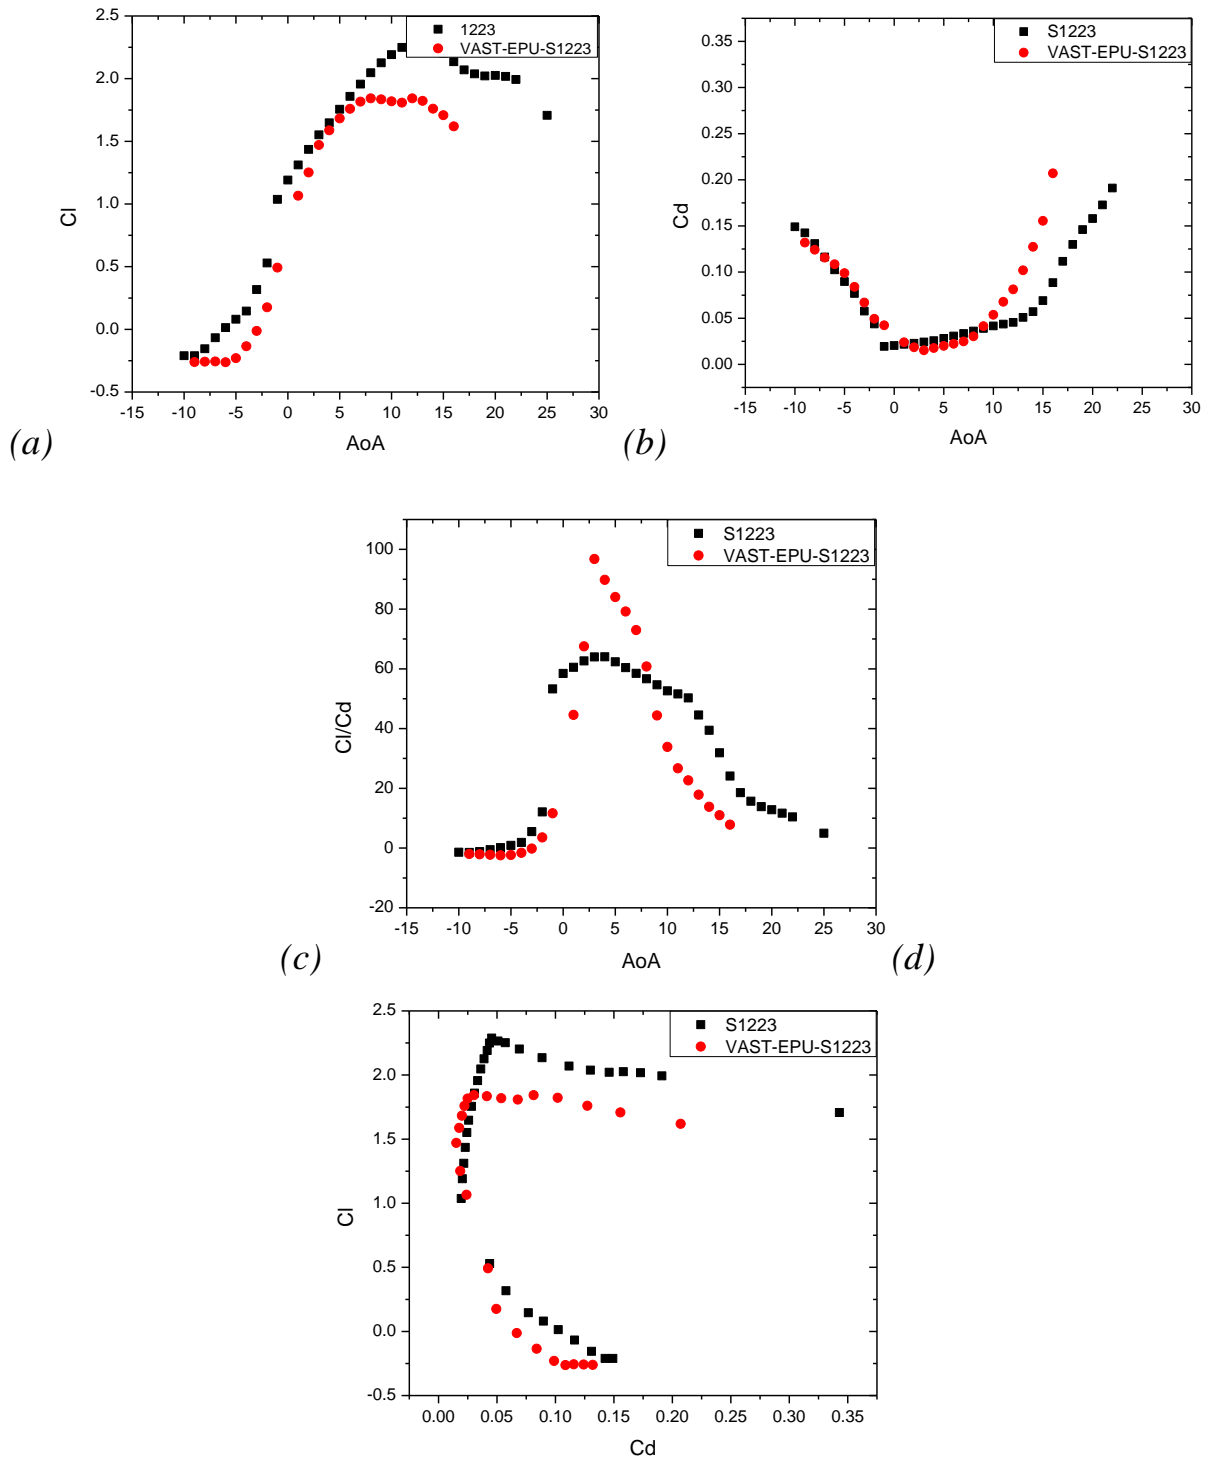 2.5
2.0
1.5
1.0
0.5
0.0
-0.5
Cl
1223
VAST-EPU-S1223
-15 -10 -5 0 5 10 15 20 25 30
AoA
(a)
0.35
0.30
0.25
0.20
0.15
0.10
0.05
0.00
Cd
S1223
VAST-EPU-S1223
-15 -10 -5 0 5 10 15 20 25 30
AoA
(b)
100
80
60
40
20
0
-20
Cl/Cd
S1223
VAST-EPU-S1223
-15 -10 -5 0 5 10 15 20 25 30
AoA
(c)
(d)
2.5
2.0
1.5
1.0
0.5
0.0
-0.5
Cl
S1223
VAST-EPU-S1223
0.00 0.05 0.10 0.15 0.20 0.25 0.30 0.35
Cd